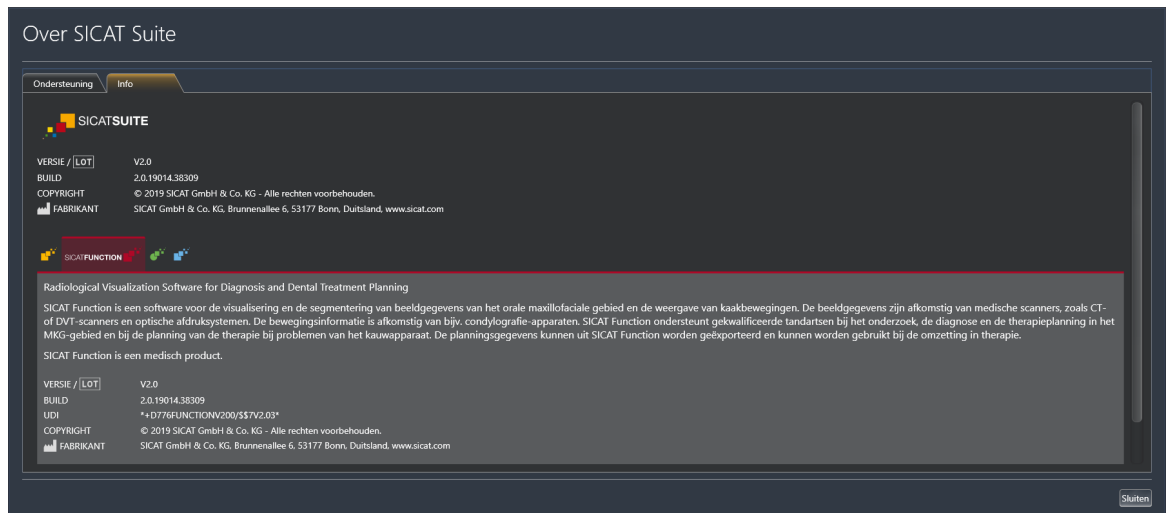 Over SICAT Suite
Ondersteuning Info
SICATSUITE
VERSIE / LOT V2.0
BUILD 2.0.19014.38309
COPYRIGHT © 2019 SICAT GmbH & Co. KG - Alle rechten voorbehouden.
FABRIKANT SICAT GmbH & Co. KG, Brunnenallee 6, 53177 Bonn, Duitsland, www.sicat.com
SICATFUNCTION
Radiological Visualization Software for Diagnosis and Dental Treatment Planning
SICAT Function is een software voor de visualisering en de segmentering van beeldgegevens van het orale maxillofaciale gebied en de weergave van kaakbewegingen. De beeldgegevens zijn afkomstig van medische scanners, zoals CT-
of DVT-scanners en optische afdruksystemen. De bewegingsinformatie is afkomstig van bijv. condylografie-apparaten. SICAT Function ondersteunt gekwalificeerde tandartsen bij het onderzoek, de diagnose en de therapieplanning in het
MKG-gebied en bij de planning van de therapie bij problemen van het kauwapparaat. De planningsgegevens kunnen uit SICAT Function worden geëxporteerd en kunnen worden gebruikt bij de omzetting in therapie.
SICAT Function is een medisch product.
VERSIE / LOT V2.0
BUILD 2.0.19014.38309
UDI *+D776FUNCTIONV200/$$7V2.03*
COPYRIGHT © 2019 SICAT GmbH & Co. KG - Alle rechten voorbehouden.
FABRIKANT SICAT GmbH & Co. KG, Brunnenallee 6, 53177 Bonn, Duitsland, www.sicat.com
Sluiten